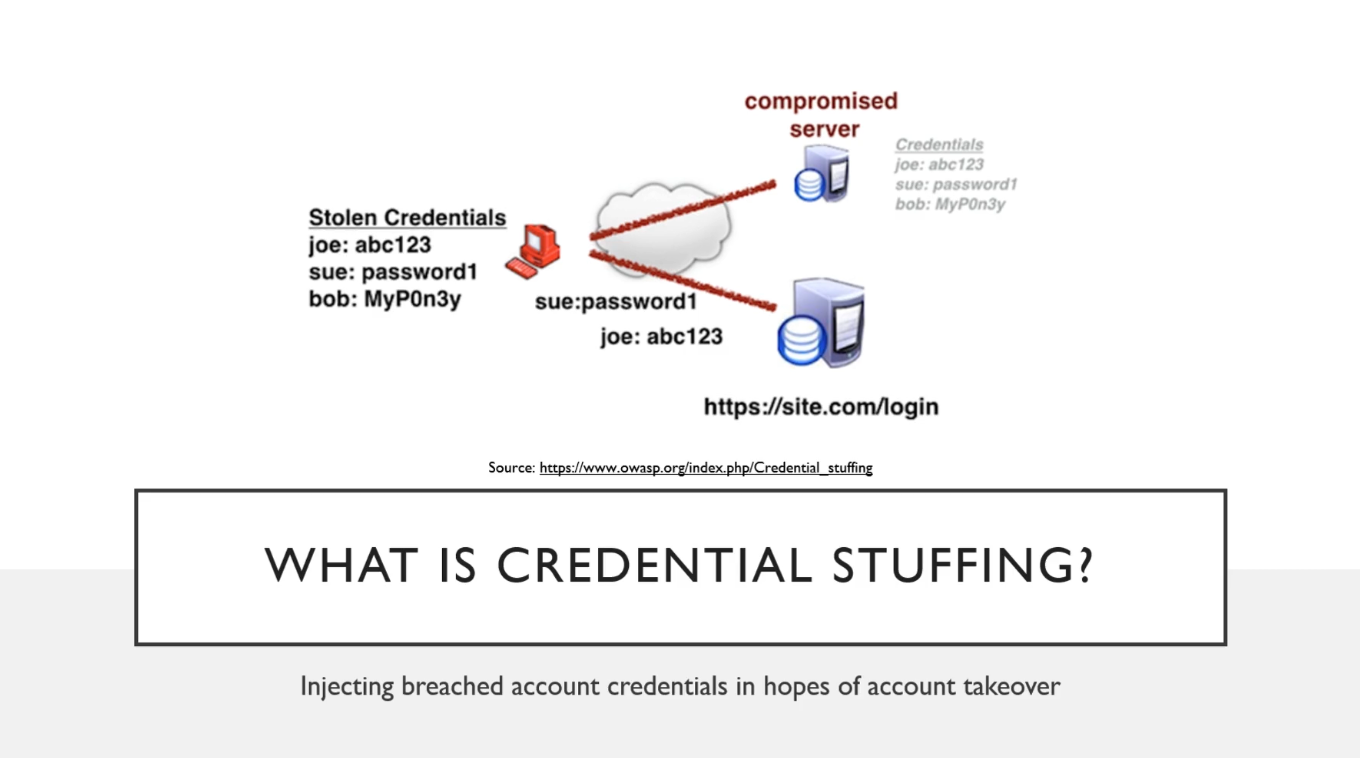 compromised
server
Credentials
joe: abc123
sue: password1
bob: MyP0n3y
Stolen Credentials
joe: abc123
sue: password1
bob: MyP0n3y
sue:password1
joe: abc123
https://site.com/login
Source: https://www.owasp.org/index.php/Credential_stuffing
WHAT IS CREDENTIAL STUFFING?
Injecting breached account credentials in hopes of account takeover